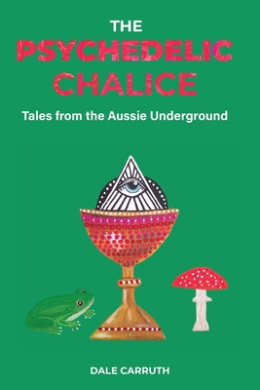 THE
PSYCHEDELIC
CHALICE
Tales from the Aussie Underground
DALE CARRUTH